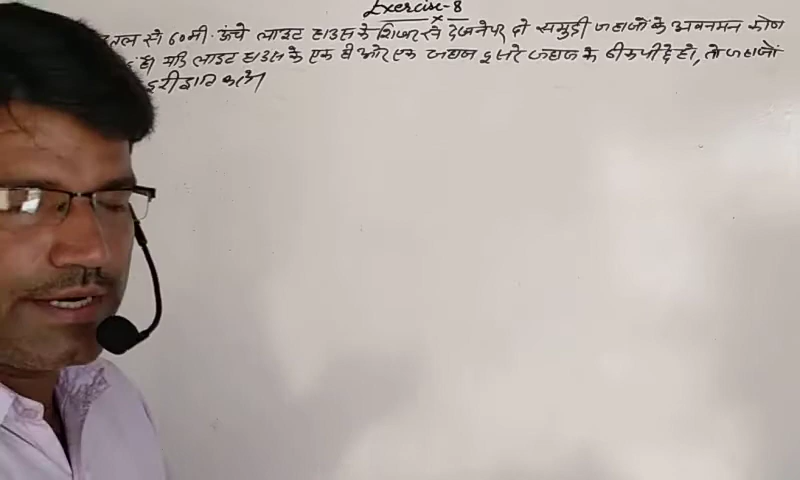 Exercise-8
तल से 60मी. ऊंचे लाइट हाउस के शिखर से देखने पर दो समुद्री जहाजों के अवनमन कोण
हैं। यदि लाइट हाउस के एक ही ओर एक जहाज दूसरे जहाज के ठीक पीछे हो, तो जहाजों
दूरी ज्ञात करो।